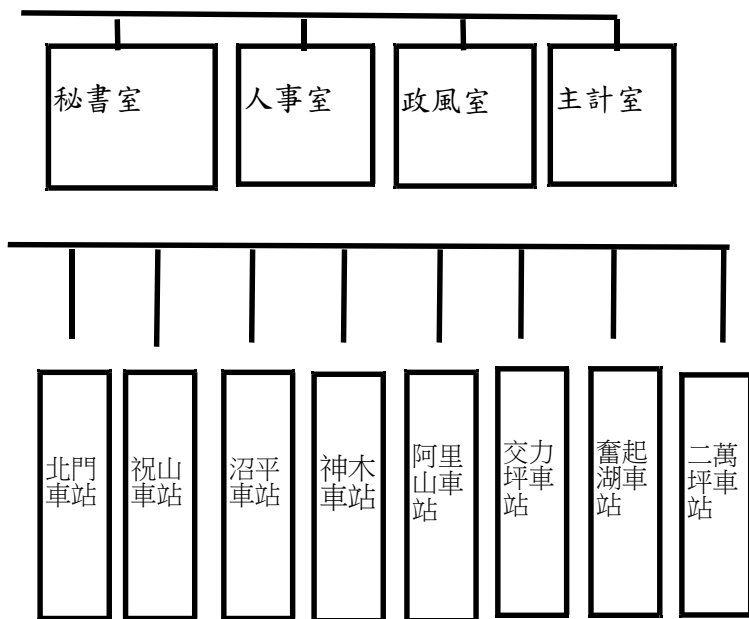 秘書室
人事室
政風室
主計室
北門
車站
祝山
車站
沼平
車站
神木
車站
阿里
山車
站
交力
坪車
站
奮起
湖車
站
二萬
坪車
站